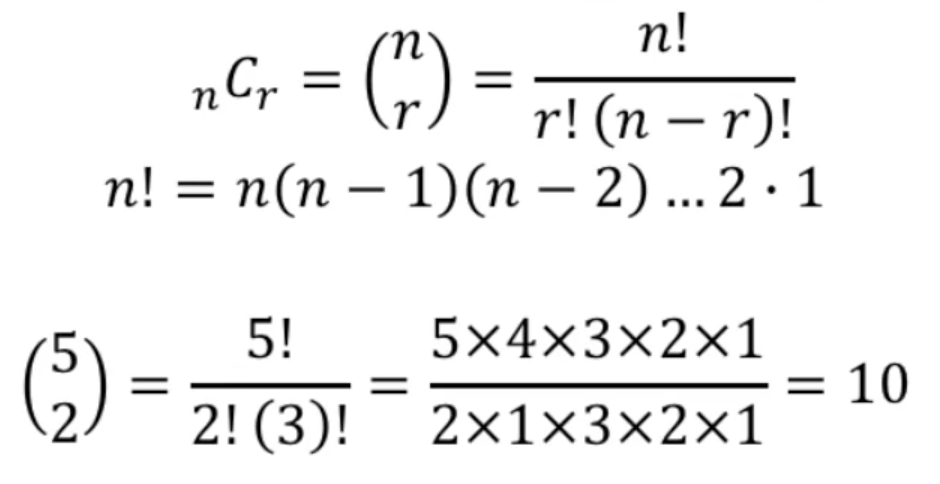 ₙCᵣ = (n r) = n! / r! (n − r)!
n! = n(n − 1)(n − 2) ... 2 · 1
(5 2) = 5! / 2! (3)! = 5×4×3×2×1 / 2×1×3×2×1 = 10